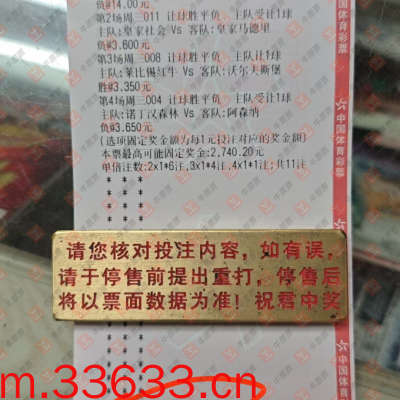 负@14.00元
第2场周二011 让球胜平负 主队受让1球
主队:皇家社会 Vs 客队:皇家马德里
负@3.600元
第3场周二008 让球胜平负 主队让1球
主队:莱比锡红牛 Vs 客队:沃尔夫斯堡
胜@3.350元
第4场周三004 让球胜平负 主队受让1球
主队:诺丁汉森林 Vs 客队:阿森纳
负@3.650元
(选项固定奖金额为每1元投注对应的奖金额)
本票最高可能固定奖金:2,740.20元
单倍注数:2x1*6注,3x1*4注,4x1*1注;共11注
中国体育彩票
中国体育彩票
请您核对投注内容，如有误，
请于停售前提出重打，停售后
将以票面数据为准！祝君中奖
m.33633.cn